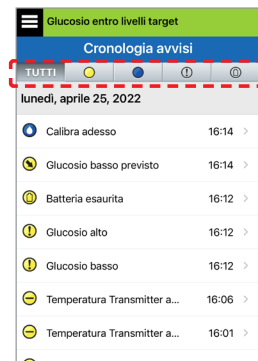 Glucosio entro livelli target
Cronologia avvisi
TUTTI
lunedì, aprile 25, 2022
Calibra adesso 16:14
Glucosio basso previsto 16:14
Batteria esaurita 16:12
Glucosio alto 16:12
Glucosio basso 16:12
Temperatura Transmitter a... 16:06
Temperatura Transmitter a... 16:01